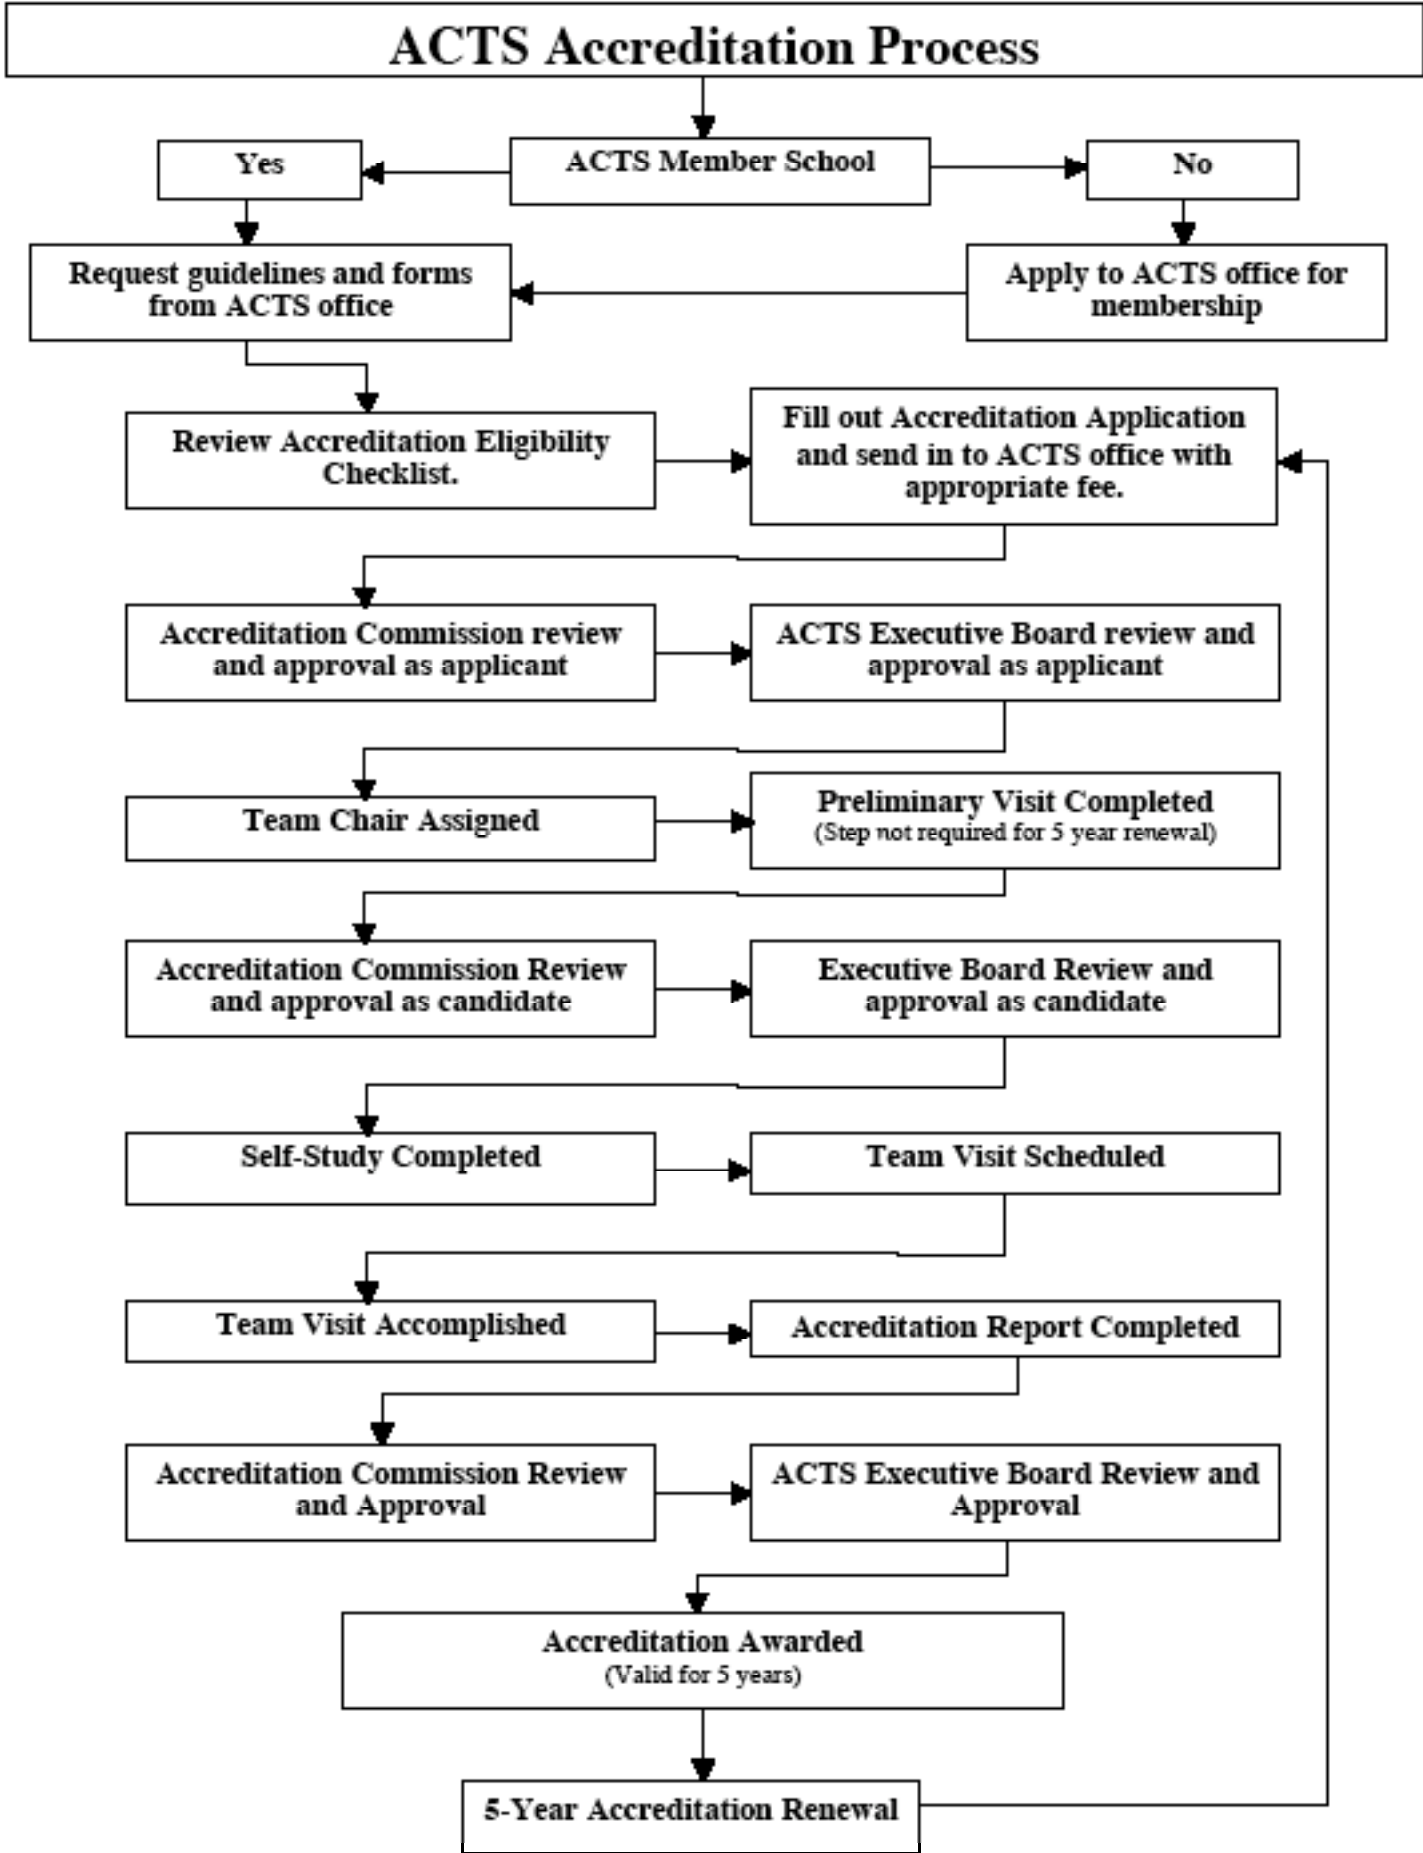 ACTS Accreditation Process
Yes
ACTS Member School
No
Request guidelines and forms
from ACTS office
Apply to ACTS office for
membership
Review Accreditation Eligibility
Checklist.
Fill out Accreditation Application
and send in to ACTS office with
appropriate fee.
Accreditation Commission review
and approval as applicant
ACTS Executive Board review and
approval as applicant
Team Chair Assigned
Preliminary Visit Completed
(Step not required for 5 year renewal)
Accreditation Commission Review
and approval as candidate
Executive Board Review and
approval as candidate
Self-Study Completed
Team Visit Scheduled
Team Visit Accomplished
Accreditation Report Completed
Accreditation Commission Review
and Approval
ACTS Executive Board Review and
Approval
Accreditation Awarded
(Valid for 5 years)
5-Year Accreditation Renewal